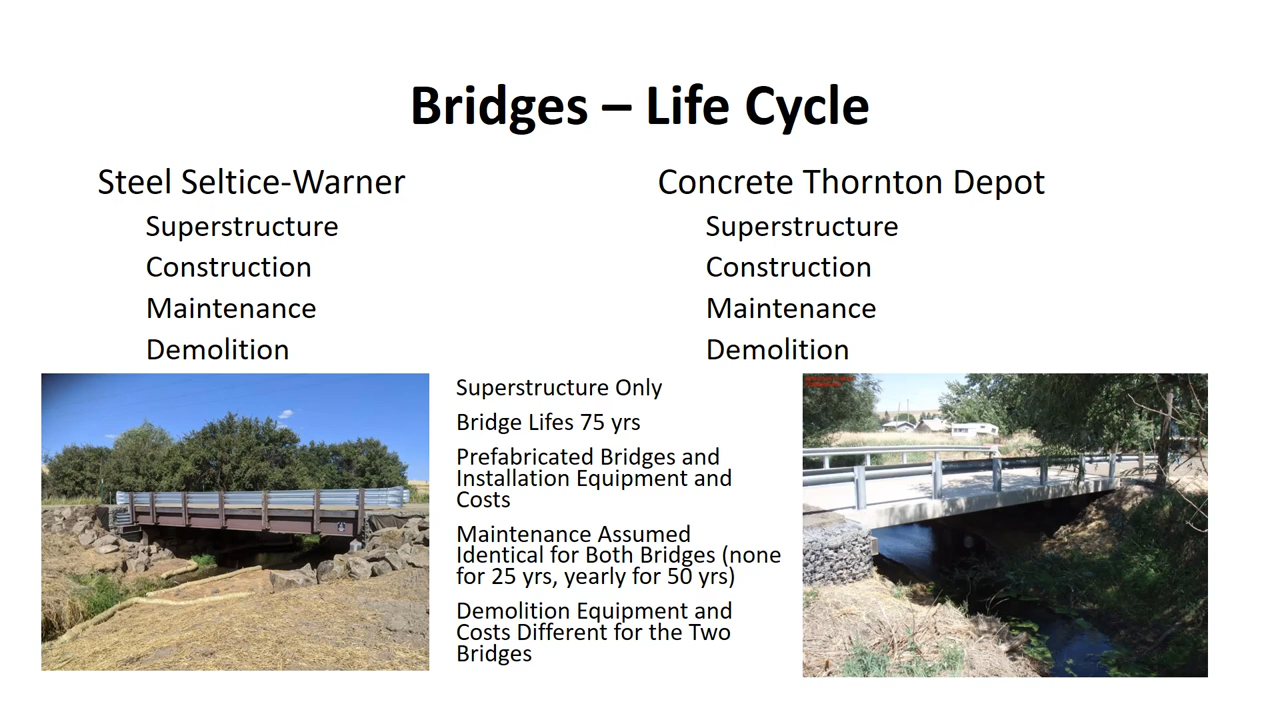 Bridges – Life Cycle
Steel Seltice-Warner
Superstructure
Construction
Maintenance
Demolition
Concrete Thornton Depot
Superstructure
Construction
Maintenance
Demolition
Superstructure Only
Bridge Lifes 75 yrs
Prefabricated Bridges and
Installation Equipment and
Costs
Maintenance Assumed
Identical for Both Bridges (none
for 25 yrs, yearly for 50 yrs)
Demolition Equipment and
Costs Different for the Two
Bridges